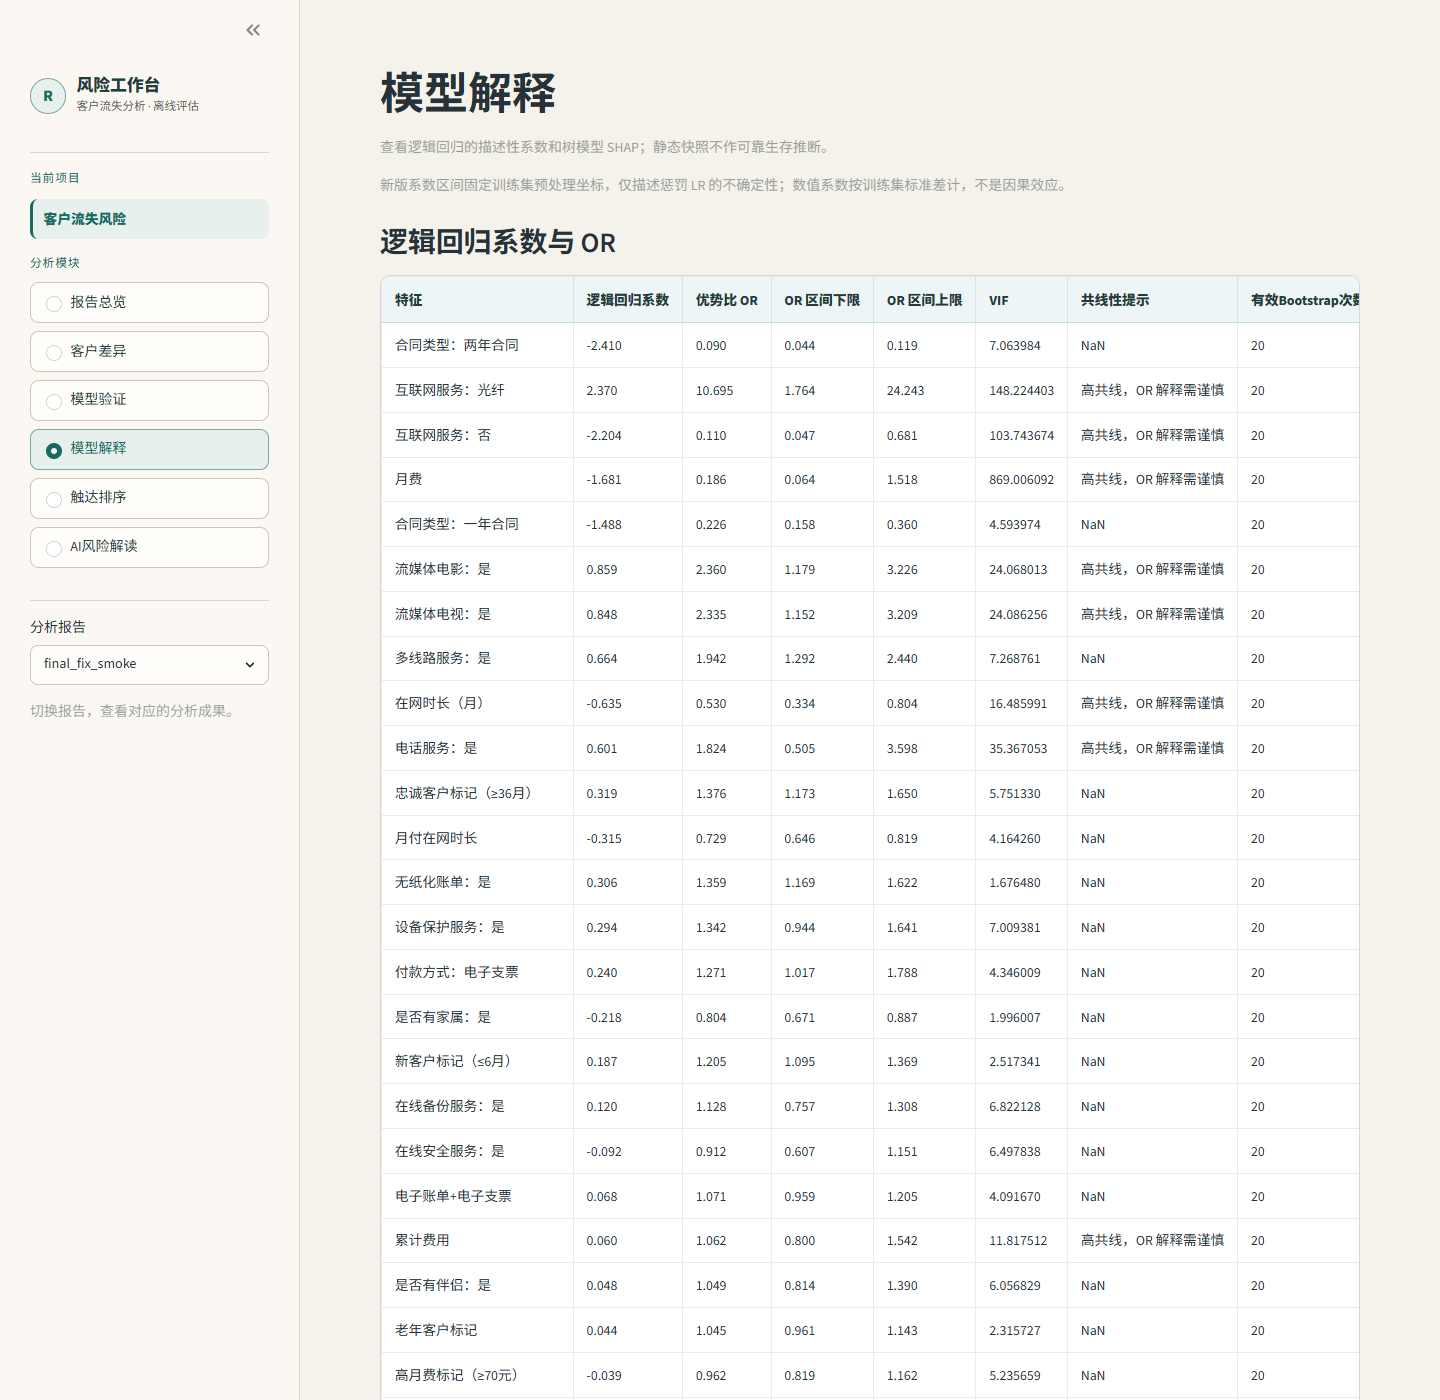 R
风险工作台
客户流失分析 · 离线评估
当前项目
客户流失风险
分析模块
报告总览
客户差异
模型验证
模型解释
触达排序
AI风险解读
分析报告
final_fix_smoke
切换报告，查看对应的分析成果。
模型解释
查看逻辑回归的描述性系数和树模型 SHAP；静态快照不作可靠生存推断。
新版系数区间固定训练集预处理坐标，仅描述惩罚 LR 的不确定性；数值系数按训练集标准差计，不是因果效应。
逻辑回归系数与 OR
特征 逻辑回归系数 优势比 OR OR 区间下限 OR 区间上限 VIF 共线性提示 有效Bootstrap次数
合同类型：两年合同 -2.410 0.090 0.044 0.119 7.063984 NaN 20
互联网服务：光纤 2.370 10.695 1.764 24.243 148.224403 高共线，OR 解释需谨慎 20
互联网服务：否 -2.204 0.110 0.047 0.681 103.743674 高共线，OR 解释需谨慎 20
月费 -1.681 0.186 0.064 1.518 869.006092 高共线，OR 解释需谨慎 20
合同类型：一年合同 -1.488 0.226 0.158 0.360 4.593974 NaN 20
流媒体电影：是 0.859 2.360 1.179 3.226 24.068013 高共线，OR 解释需谨慎 20
流媒体电视：是 0.848 2.335 1.152 3.209 24.086256 高共线，OR 解释需谨慎 20
多线路服务：是 0.664 1.942 1.292 2.440 7.268761 NaN 20
在网时长（月） -0.635 0.530 0.334 0.804 16.485991 高共线，OR 解释需谨慎 20
电话服务：是 0.601 1.824 0.505 3.598 35.367053 高共线，OR 解释需谨慎 20
忠诚客户标记（≥36月） 0.319 1.376 1.173 1.650 5.751330 NaN 20
月付在网时长 -0.315 0.729 0.646 0.819 4.164260 NaN 20
无纸化账单：是 0.306 1.359 1.169 1.622 1.676480 NaN 20
设备保护服务：是 0.294 1.342 0.944 1.641 7.009381 NaN 20
付款方式：电子支票 0.240 1.271 1.017 1.788 4.346009 NaN 20
是否有家属：是 -0.218 0.804 0.671 0.887 1.996007 NaN 20
新客户标记（≤6月） 0.187 1.205 1.095 1.369 2.517341 NaN 20
在线备份服务：是 0.120 1.128 0.757 1.308 6.822128 NaN 20
在线安全服务：是 -0.092 0.912 0.607 1.151 6.497838 NaN 20
电子账单+电子支票 0.068 1.071 0.959 1.205 4.091670 NaN 20
累计费用 0.060 1.062 0.800 1.542 11.817512 高共线，OR 解释需谨慎 20
是否有伴侣：是 0.048 1.049 0.814 1.390 6.056829 NaN 20
老年客户标记 0.044 1.045 0.961 1.143 2.315727 NaN 20
高月费标记（≥70元） -0.039 0.962 0.819 1.162 5.235659 NaN 20